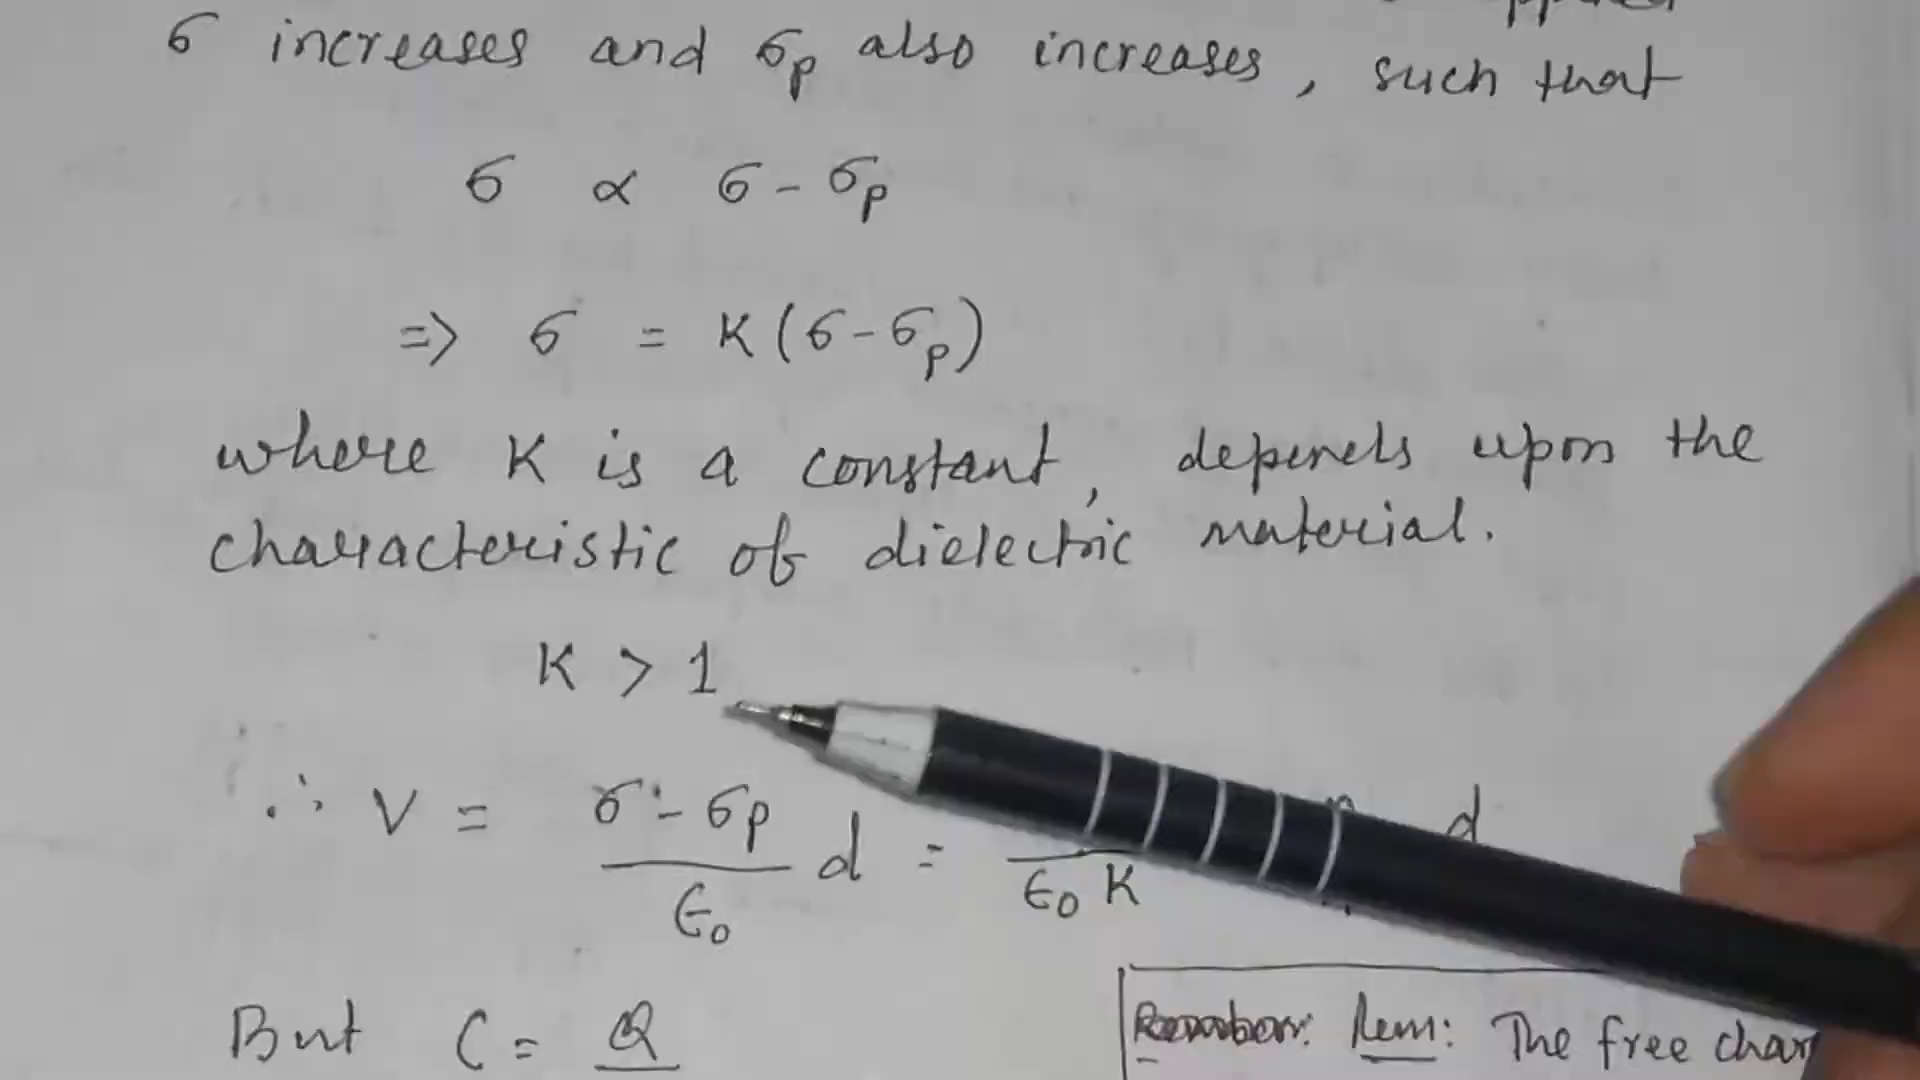 σ increases and σp also increases, such that
σ ∝ σ - σp
=> σ = K(σ-σp)
where K is a constant, depends upon the
characteristic of dielectric material.
K > 1
∴ V = σ - σp / ε0 d = / ε0 K d
But C = Q
Rem: The free char